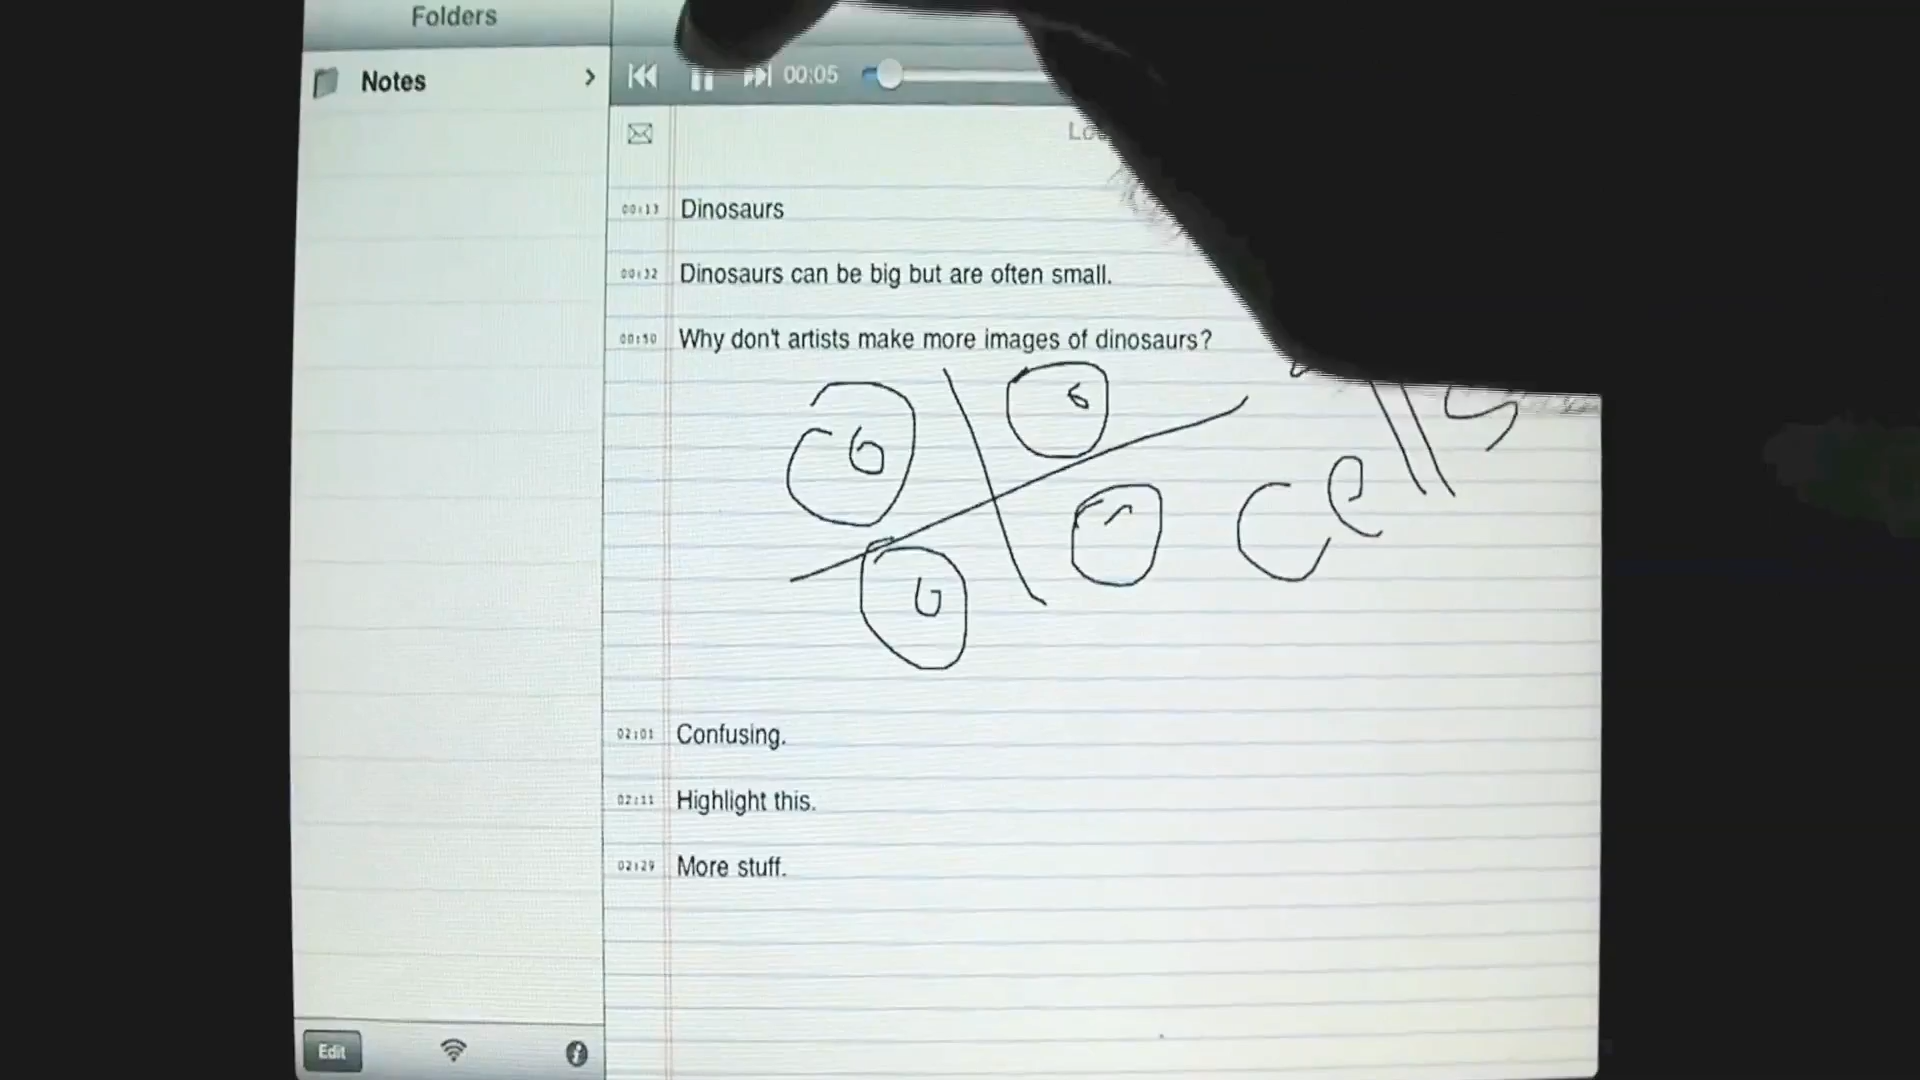 Folders
Notes
00:05
00:13 Dinosaurs
00:32 Dinosaurs can be big but are often small.
00:50 Why don't artists make more images of dinosaurs?
cells
02:01 Confusing.
02:11 Highlight this.
02:29 More stuff.
Edit